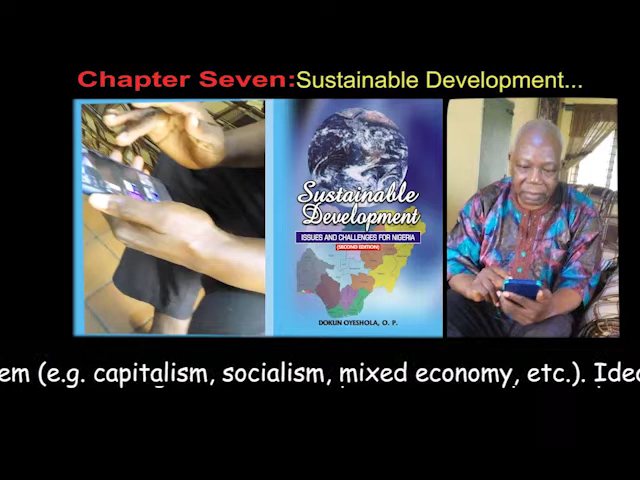 Chapter Seven:Sustainable Development...
Sustainable
Development
ISSUES AND CHALLENGES FOR NIGERIA
(SECOND EDITION)
DOKUN OYESHOLA, O. P.
em (e.g. capitalism, socialism, mixed economy, etc.). Idea